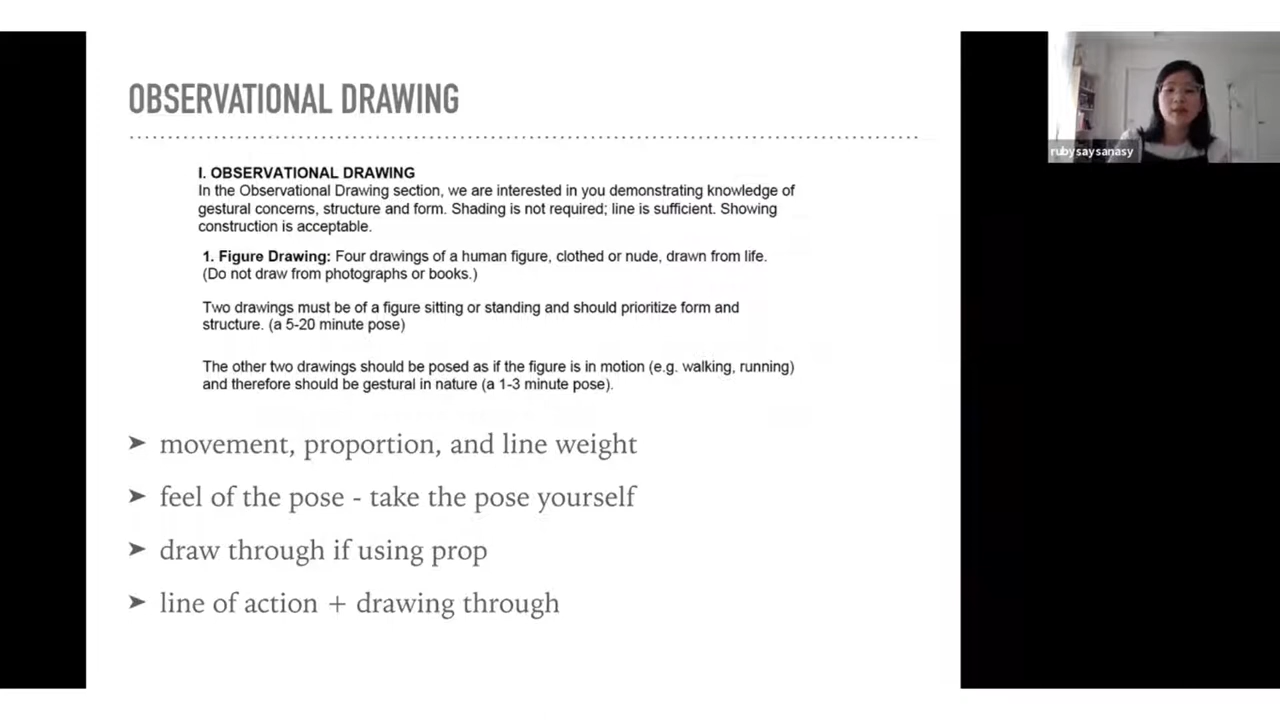 OBSERVATIONAL DRAWING
I. OBSERVATIONAL DRAWING
In the Observational Drawing section, we are interested in you demonstrating knowledge of
gestural concerns, structure and form. Shading is not required; line is sufficient. Showing
construction is acceptable.
1. Figure Drawing: Four drawings of a human figure, clothed or nude, drawn from life.
(Do not draw from photographs or books.)
Two drawings must be of a figure sitting or standing and should prioritize form and
structure. (a 5-20 minute pose)
The other two drawings should be posed as if the figure is in motion (e.g. walking, running)
and therefore should be gestural in nature (a 1-3 minute pose).
➤ movement, proportion, and line weight
➤ feel of the pose - take the pose yourself
➤ draw through if using prop
➤ line of action + drawing through
rubysaysanasy